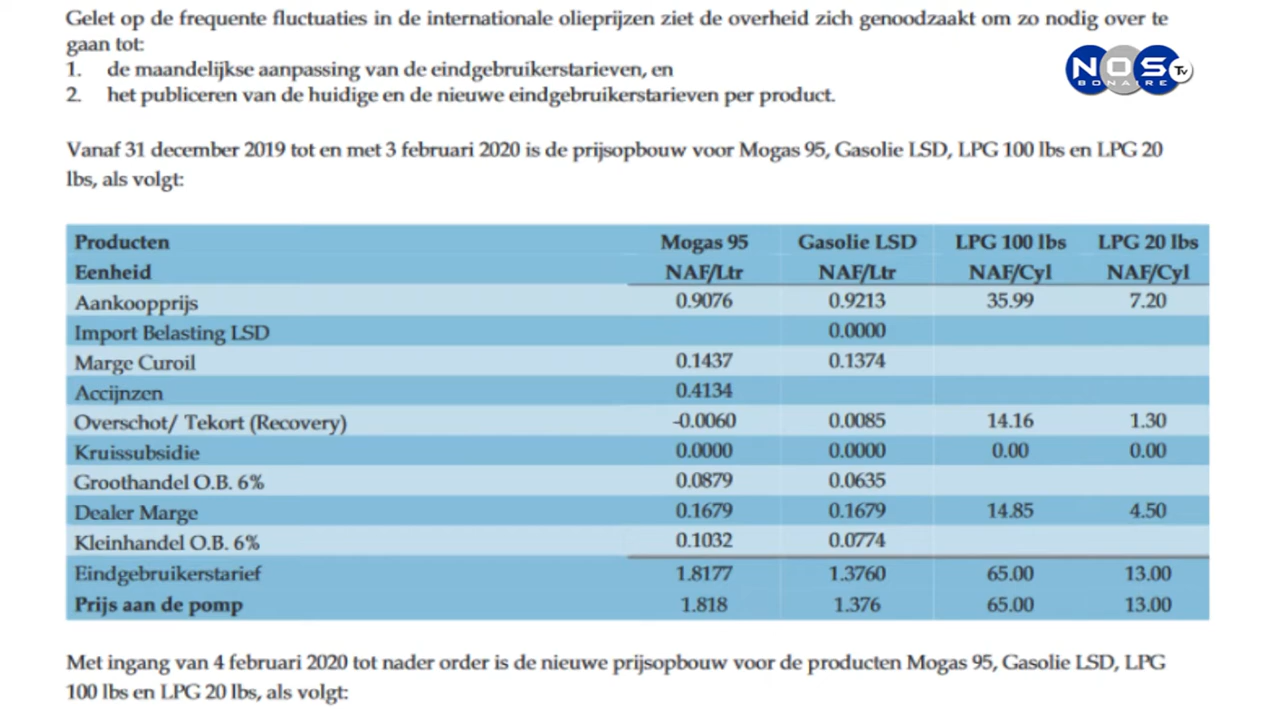 Gelet op de frequente fluctuaties in de internationale olieprijzen ziet de overheid zich genoodzaakt om zo nodig over te
gaan tot:
1. de maandelijkse aanpassing van de eindgebruikerstarieven, en
2. het publiceren van de huidige en de nieuwe eindgebruikerstarieven per product.
NOS TV
BONAIRE
Vanaf 31 december 2019 tot en met 3 februari 2020 is de prijsopbouw voor Mogas 95, Gasolie LSD, LPG 100 lbs en LPG 20
lbs, als volgt:
Producten Mogas 95 Gasolie LSD LPG 100 lbs LPG 20 lbs
Eenheid NAF/Ltr NAF/Ltr NAF/Cyl NAF/Cyl
Aankoopprijs 0.9076 0.9213 35.99 7.20
Import Belasting LSD 0.0000
Marge Curoil 0.1437 0.1374
Accijnzen 0.4134
Overschot/ Tekort (Recovery) -0.0060 0.0085 14.16 1.30
Kruissubsidie 0.0000 0.0000 0.00 0.00
Groothandel O.B. 6% 0.0879 0.0635
Dealer Marge 0.1679 0.1679 14.85 4.50
Kleinhandel O.B. 6% 0.1032 0.0774
Eindgebruikerstarief 1.8177 1.3760 65.00 13.00
Prijs aan de pomp 1.818 1.376 65.00 13.00
Met ingang van 4 februari 2020 tot nader order is de nieuwe prijsopbouw voor de producten Mogas 95, Gasolie LSD, LPG
100 lbs en LPG 20 lbs, als volgt: